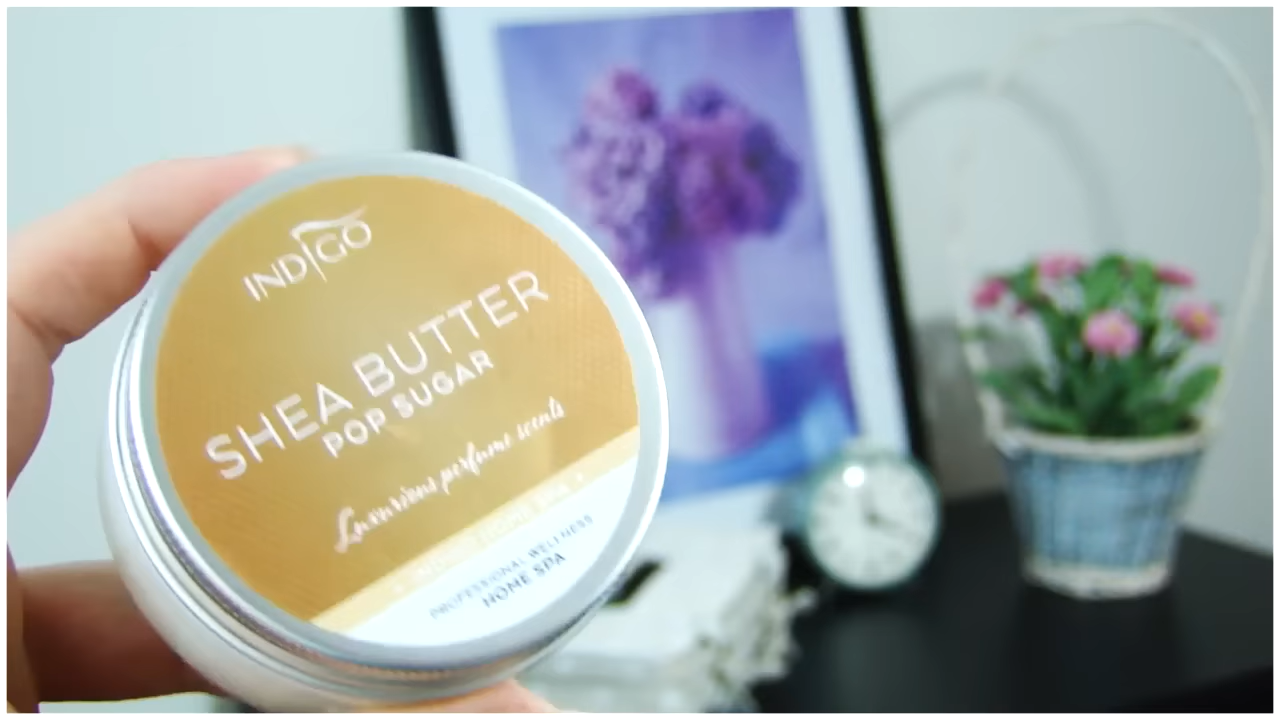 INDIGO
SHEA BUTTER
POP SUGAR
Luxurious perfume scents
PROFESSIONAL WELLNESS
HOME SPA